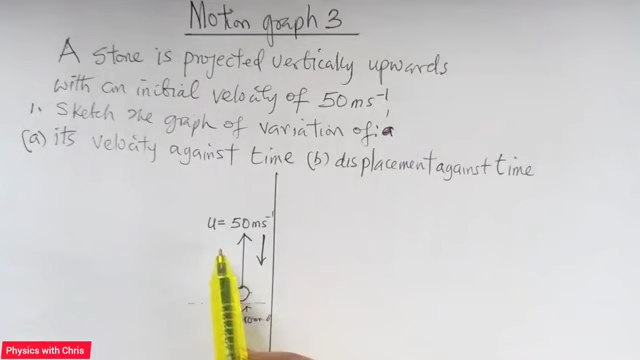 Motion graph 3
A stone is projected vertically upwards
with an initial velocity of 50ms⁻¹
1. Sketch the graph of variation of:
(a) its velocity against time (b) displacement against time
u = 50ms⁻¹
Physics with Chris